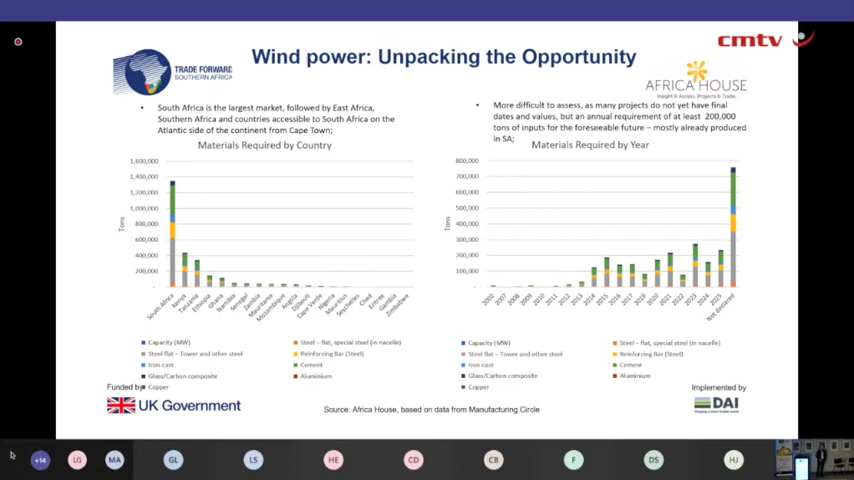 cmtv
Wind power: Unpacking the Opportunity
TRADE FORWARD
SOUTHERN AFRICA
AFRICA HOUSE
Insight & Access, Projects & Trade.
• South Africa is the largest market, followed by East Africa,
Southern Africa and countries accessible to South Africa on the
Atlantic side of the continent from Cape Town;
• More difficult to assess, as many projects do not yet have final
dates and values, but an annual requirement of at least 200,000
tons of inputs for the foreseeable future – mostly already produced
in SA;
Materials Required by Country
1,600,000
1,400,000
1,200,000
1,000,000
800,000
600,000
400,000
200,000
-
Tons
South Africa
Kenya
Tanzania
Ethiopia
Ghana
Namibia
Senegal
Zambia
Mauritania
Mozambique
Angola
Djibouti
Cape Verde
Nigeria
Mauritius
Seychelles
Chad
Eritrea
Gambia
Zimbabwe
Capacity (MW)
Steel – flat, special steel (in nacelle)
Steel flat – Tower and other steel
Reinforcing Bar (Steel)
Iron-cast
Cement
Glass/Carbon composite
Aluminium
Copper
Materials Required by Year
800,000
700,000
600,000
500,000
400,000
300,000
200,000
100,000
-
Tons
2002
2007
2008
2009
2010
2011
2012
2013
2014
2015
2016
2017
2019
2020
2021
2022
2023
2024
2025
Not declared
Capacity (MW)
Steel – flat, special steel (in nacelle)
Steel flat – Tower and other steel
Reinforcing Bar (Steel)
Iron-cast
Cement
Glass/Carbon composite
Aluminium
Copper
Funded by
UK Government
Source: Africa House, based on data from Manufacturing Circle
Implemented by
DAI
+14
LG
MA
GL
LS
HE
CD
CB
F
DS
HJ